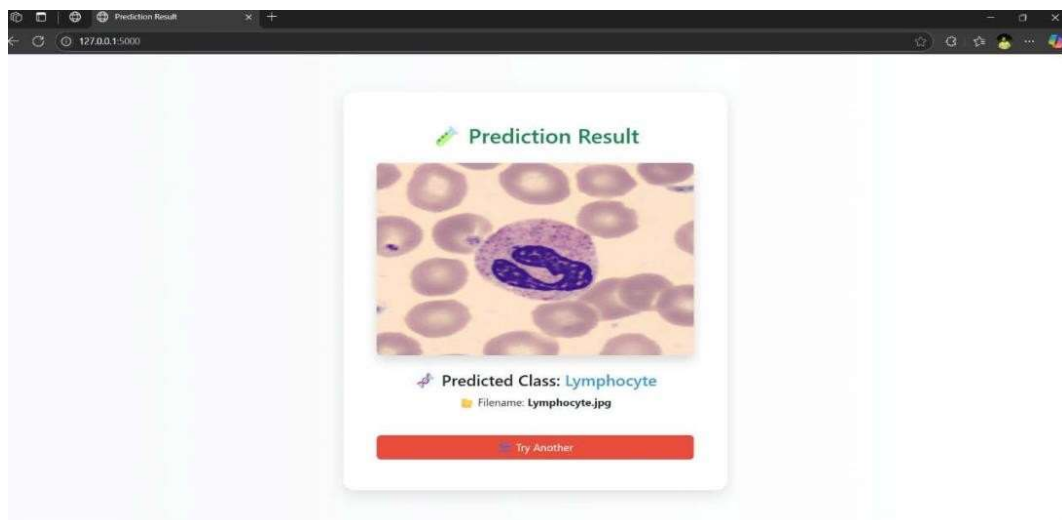 Prediction Result
127.0.0.1:5000
Prediction Result
Predicted Class: Lymphocyte
Filename: Lymphocyte.jpg
Try Another